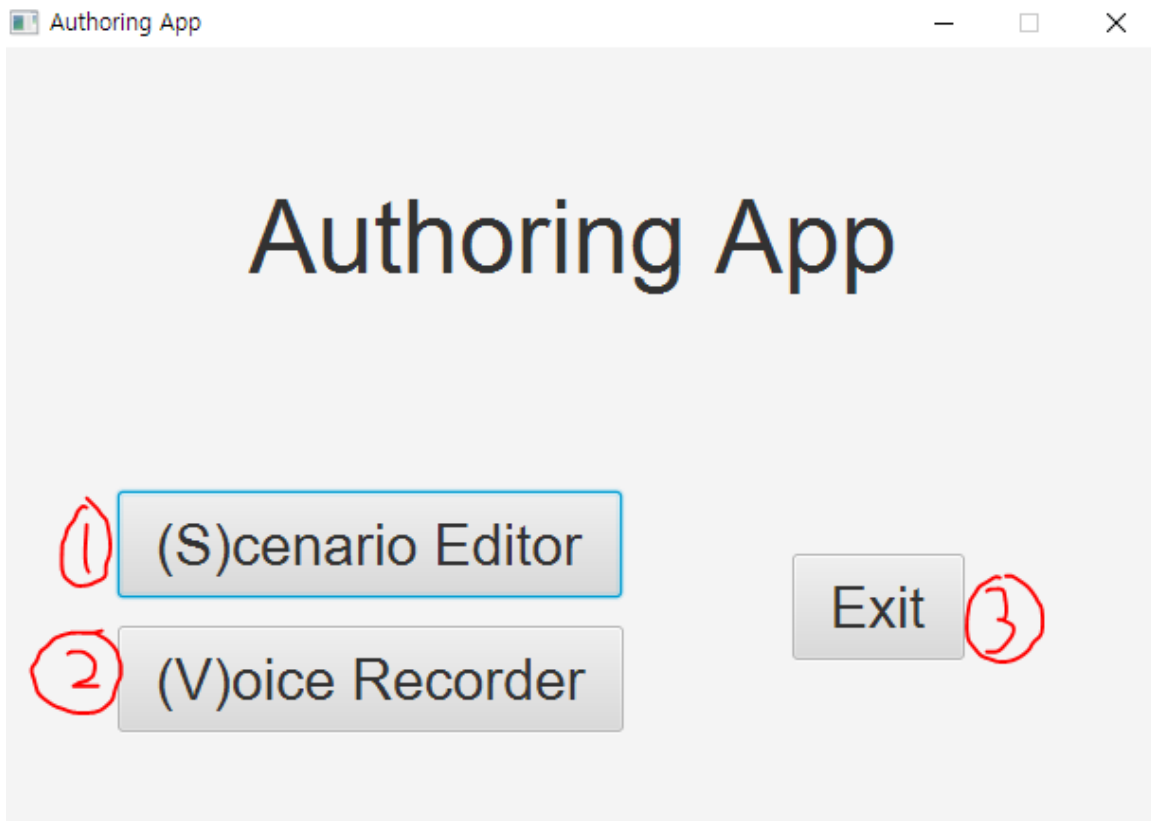 Authoring App
Authoring App
① (S)cenario Editor
② (V)oice Recorder
Exit ③